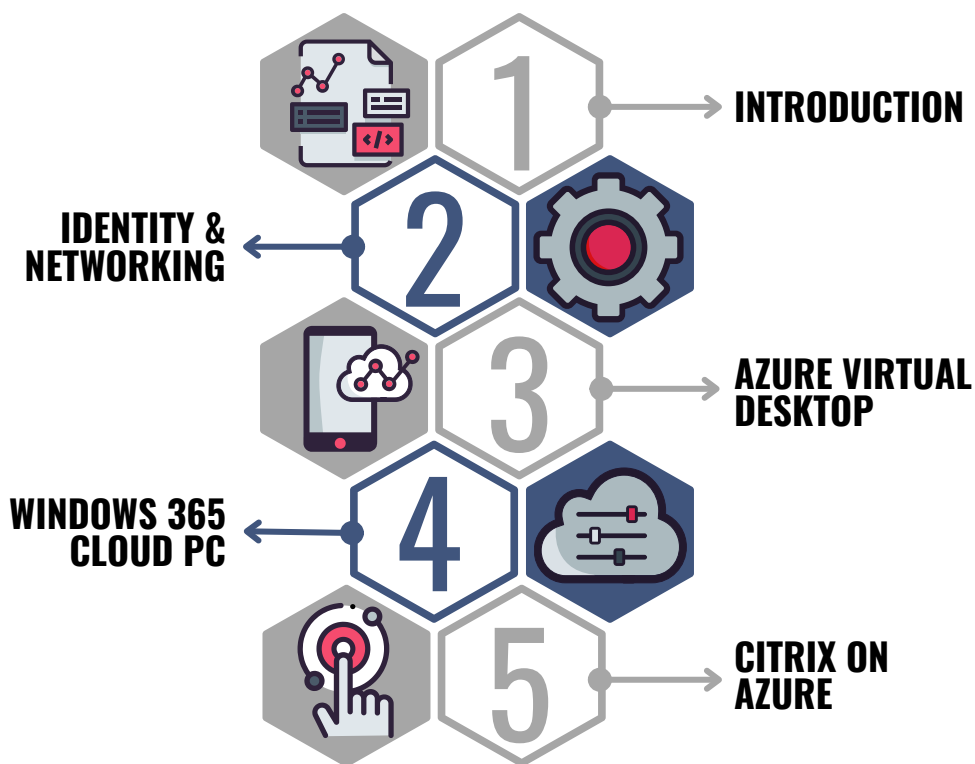 1
INTRODUCTION
2
IDENTITY &
NETWORKING
3
AZURE VIRTUAL
DESKTOP
4
WINDOWS 365
CLOUD PC
5
CITRIX ON
AZURE